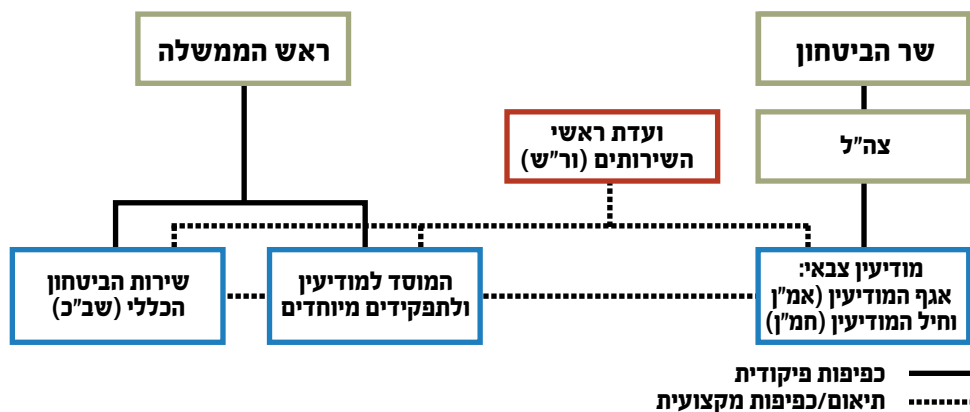 שר הביטחון
ראש הממשלה
צה"ל
ועדת ראשי
השירותים (ור"ש)
מודיעין צבאי:
אגף המודיעין (אמ"ן
וחיל המודיעין (חמ"ן)
המוסד למודיעין
ולתפקידים מיוחדים
שירות הביטחון
הכללי (שב"כ)
כפיפות פיקודית
תיאום/כפיפות מקצועית